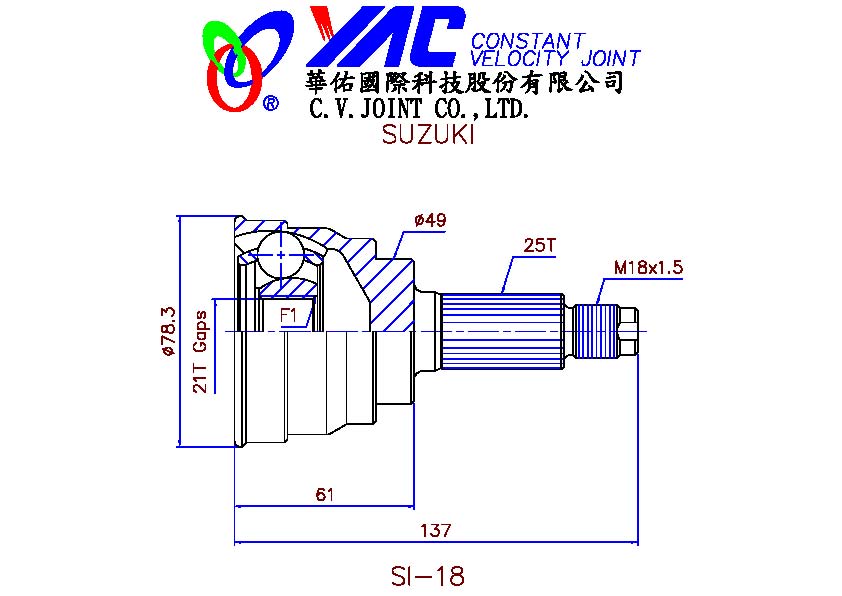 YAC CONSTANT
VELOCITY JOINT
®
華佑國際科技股份有限公司
C.V.JOINT CO.,LTD.
SUZUKI
ø49
25T
M18x1.5
ø78.3
21T Gaps
F1
61
137
SI-18